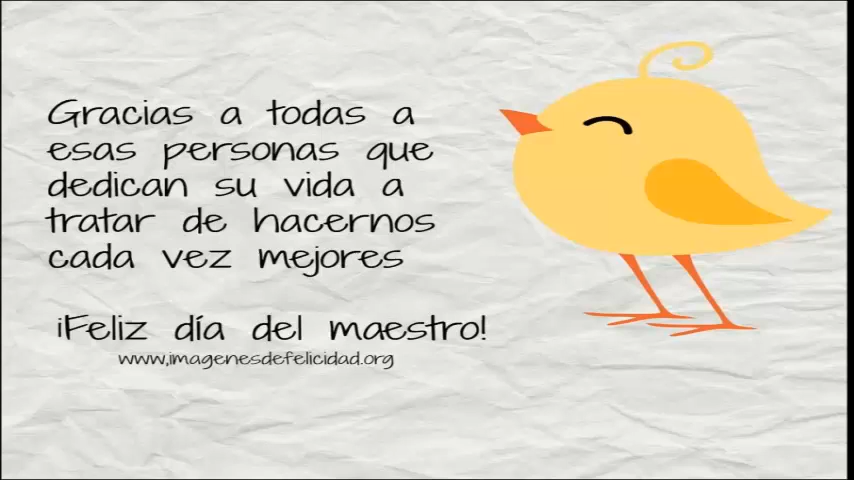 Gracias a todas a
esas personas que
dedican su vida a
tratar de hacernos
cada vez mejores
¡Feliz día del maestro!
www.imagenesdefelicidad.org